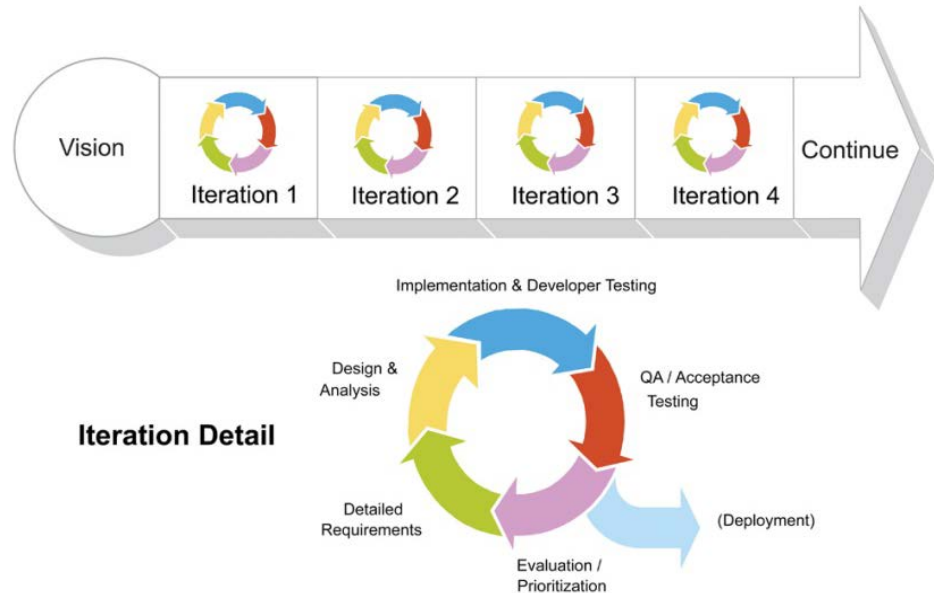 Vision
Iteration 1
Iteration 2
Iteration 3
Iteration 4
Continue
Implementation & Developer Testing
Design &
Analysis
QA / Acceptance
Testing
Iteration Detail
Detailed
Requirements
(Deployment)
Evaluation /
Prioritization